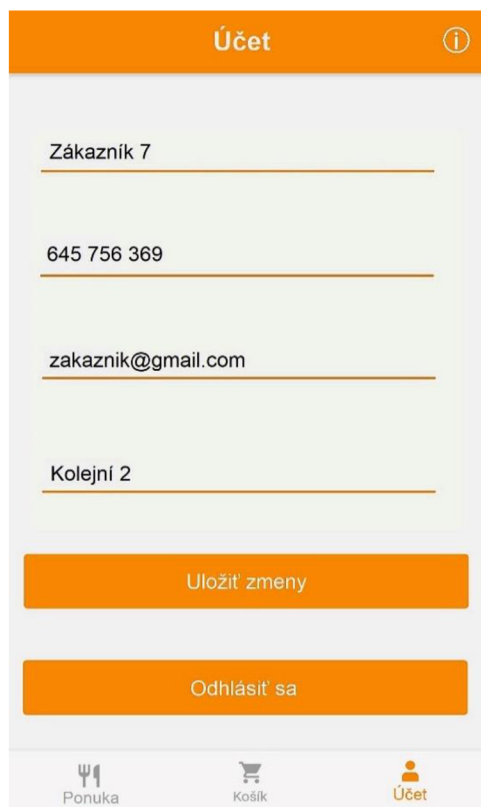 Účet
Zákazník 7
645 756 369
zakaznik@gmail.com
Kolejní 2
Uložiť zmeny
Odhlásiť sa
Ponuka Košík Účet